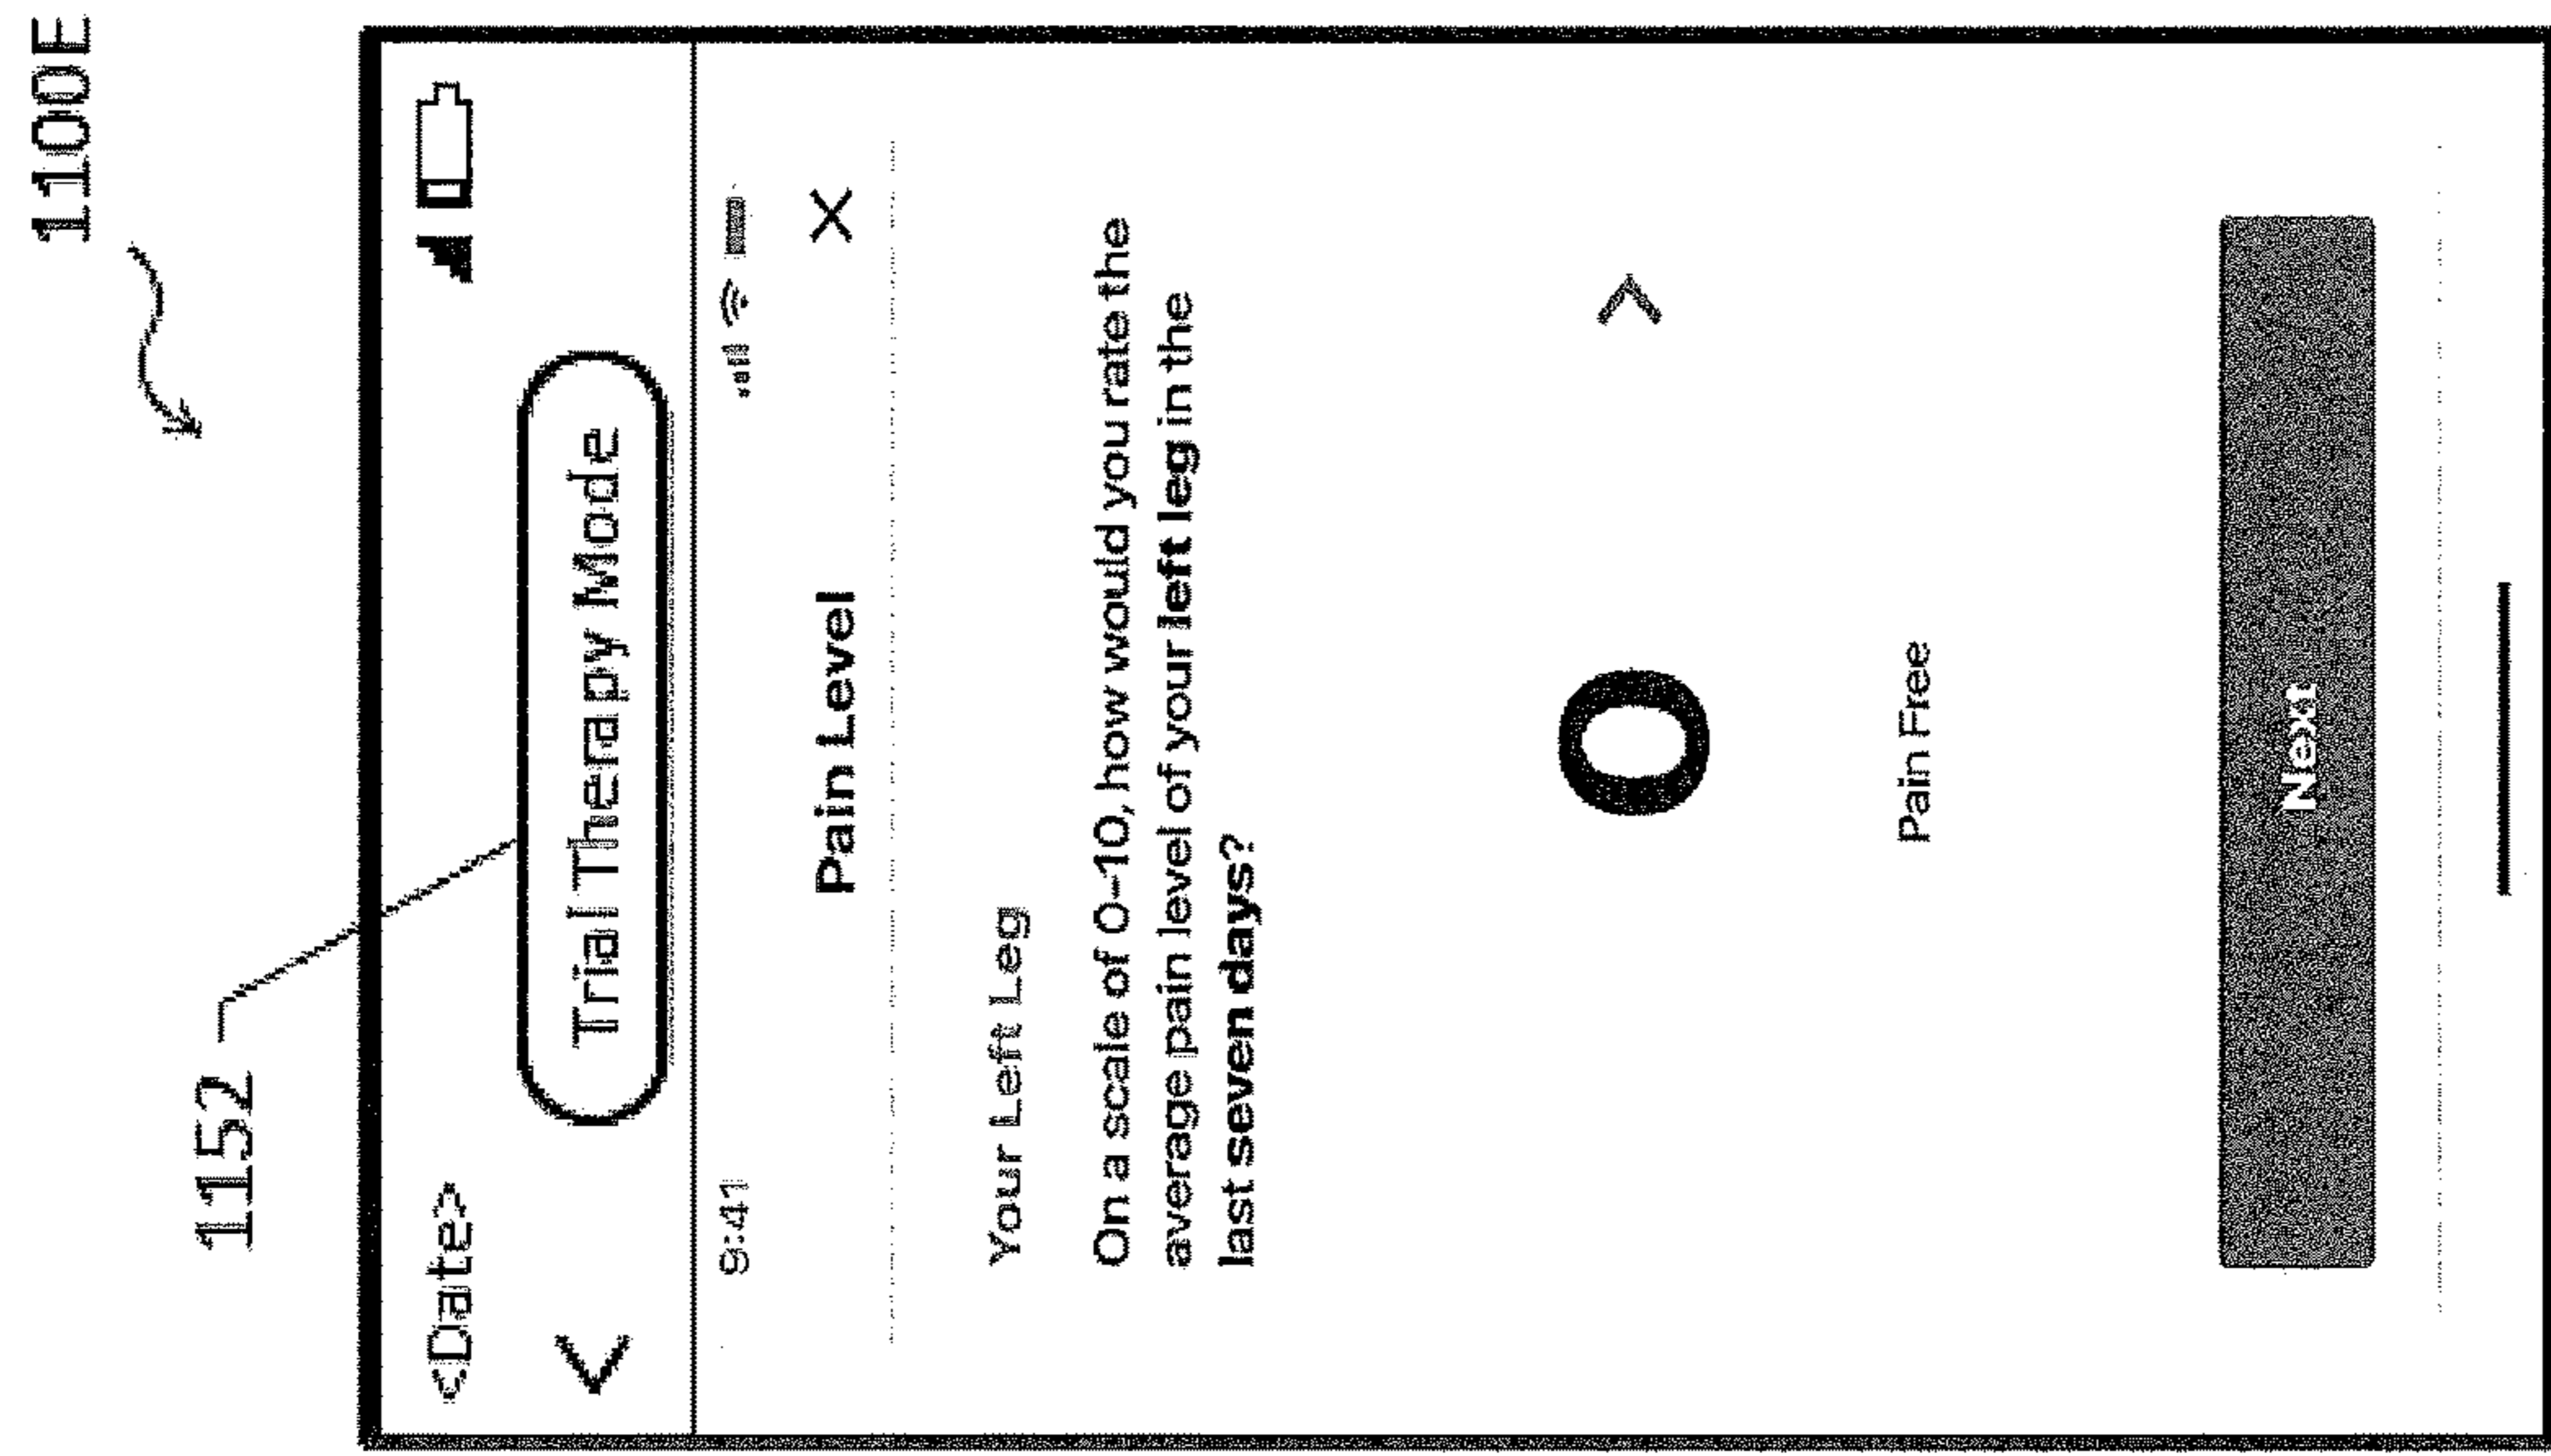 1100E
1152
<Date>
Trial Therapy Mode
9:41
Pain Level
Your Left Leg
On a scale of 0-10, how would you rate the
average pain level of your left leg in the
last seven days?
0
Pain Free
Next